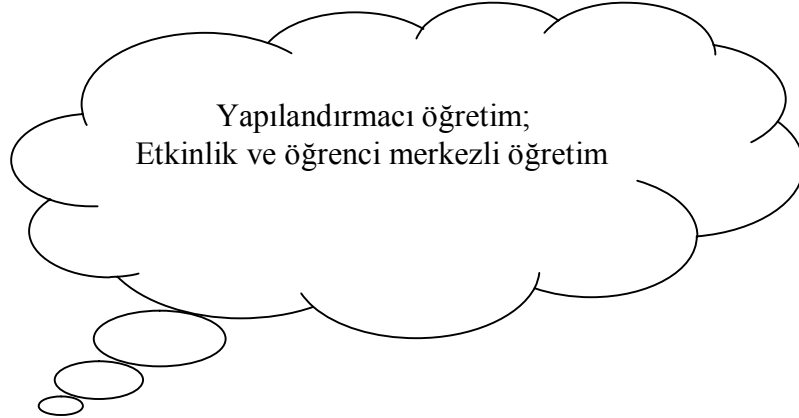 Yapılandırmacı öğretim;
Etkinlik ve öğrenci merkezli öğretim